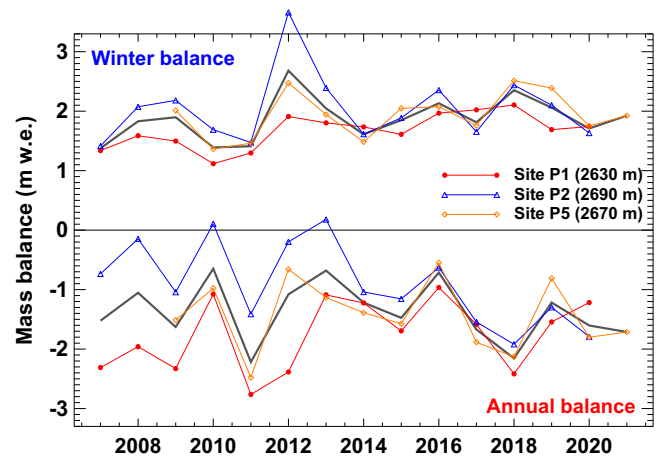 3
Winter balance
2
1
Site P1 (2630 m)
Site P2 (2690 m)
Site P5 (2670 m)
0
Mass balance (m w.e.)
-1
-2
-3
Annual balance
2008 2010 2012 2014 2016 2018 2020